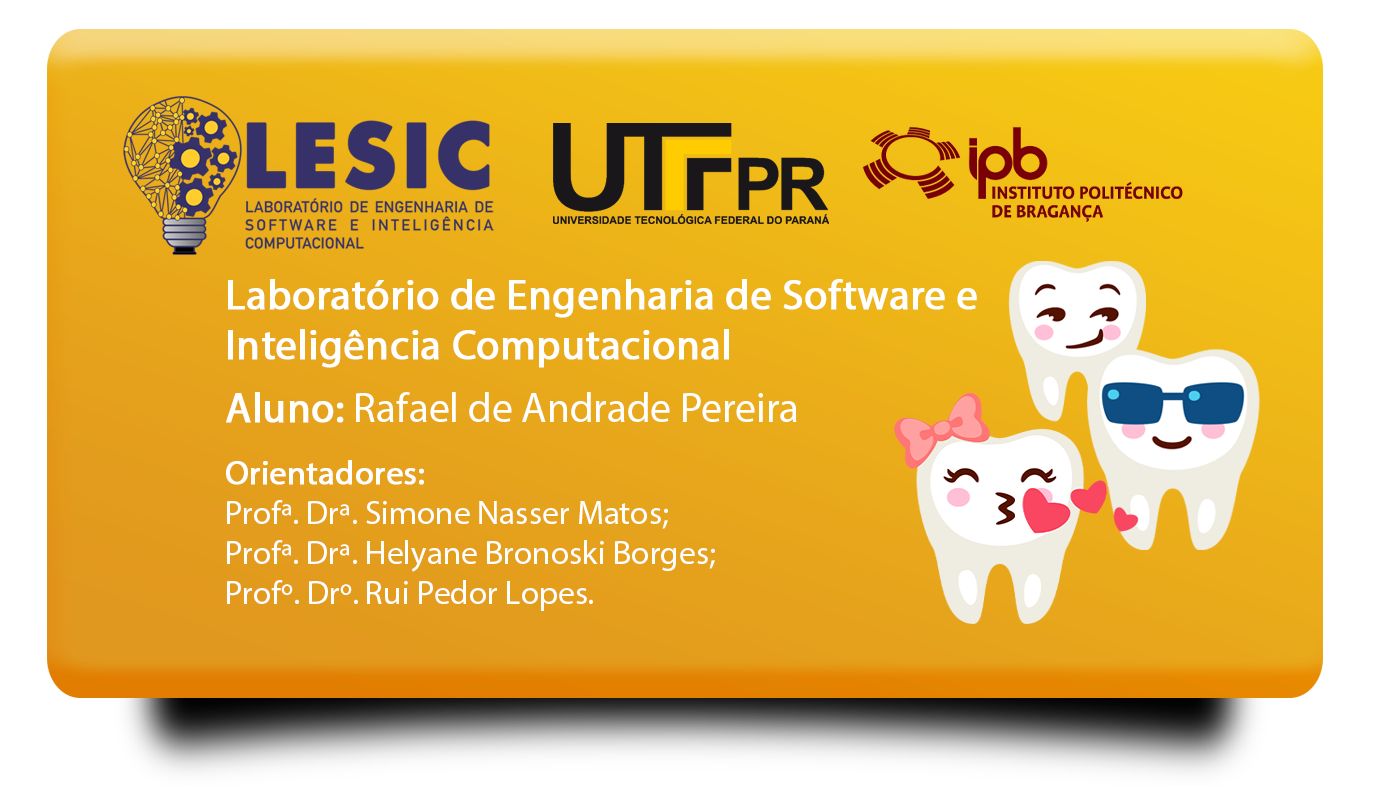 LESIC
LABORATÓRIO DE ENGENHARIA DE
SOFTWARE E INTELIGÊNCIA
COMPUTACIONAL
UTFPR
UNIVERSIDADE TECNOLÓGICA FEDERAL DO PARANÁ
ipb
INSTITUTO POLITÉCNICO
DE BRAGANÇA
Laboratório de Engenharia de Software e
Inteligência Computacional
Aluno: Rafael de Andrade Pereira
Orientadores:
Profª. Drª. Simone Nasser Matos;
Profª. Drª. Helyane Bronoski Borges;
Profº. Drº. Rui Pedor Lopes.